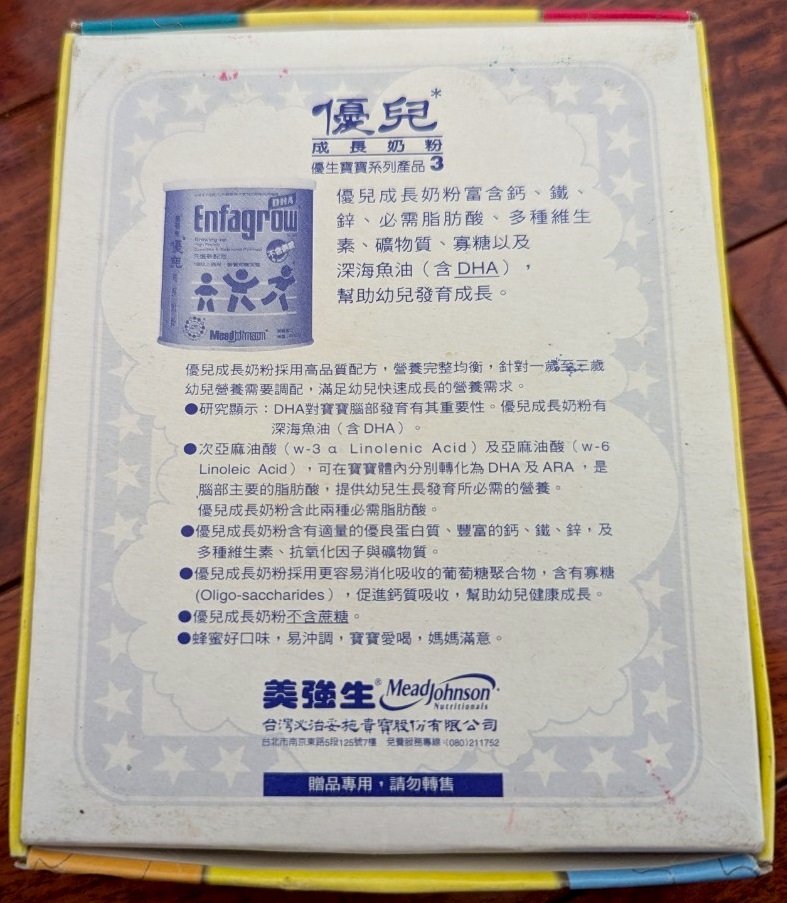 優兒*
成長奶粉
優生寶寶系列產品 3
優兒成長奶粉富含鈣、鐵、
鋅、必需脂肪酸、多種維生
素、礦物質、寡糖以及
深海魚油（含 DHA），
幫助幼兒發育成長。
DHA
Enfagrow
優兒
不含蔗糖
MeadJohnson
優兒成長奶粉採用高品質配方，營養完整均衡，針對一歲至三歲
幼兒營養需要調配，滿足幼兒快速成長的營養需求。
●研究顯示：DHA對寶寶腦部發育有其重要性。優兒成長奶粉有
深海魚油（含 DHA）。
●次亞麻油酸（w-3 α Linolenic Acid）及亞麻油酸（w-6
Linoleic Acid），可在寶寶體內分別轉化為 DHA 及 ARA，是
腦部主要的脂肪酸，提供幼兒生長發育所必需的營養。
優兒成長奶粉含此兩種必需脂肪酸。
●優兒成長奶粉含有適量的優良蛋白質、豐富的鈣、鐵、鋅，及
多種維生素、抗氧化因子與礦物質。
●優兒成長奶粉採用更容易消化吸收的葡萄糖聚合物，含有寡糖
(Oligo-saccharides），促進鈣質吸收，幫助幼兒健康成長。
●優兒成長奶粉不含蔗糖。
●蜂蜜好口味，易沖調，寶寶愛喝，媽媽滿意。
美強生® MeadJohnson
Nutritionals
台灣必治妥施貴寶股份有限公司
台北市南京東路5段125號7樓 免費服務專線:(080)211752
贈品專用，請勿轉售